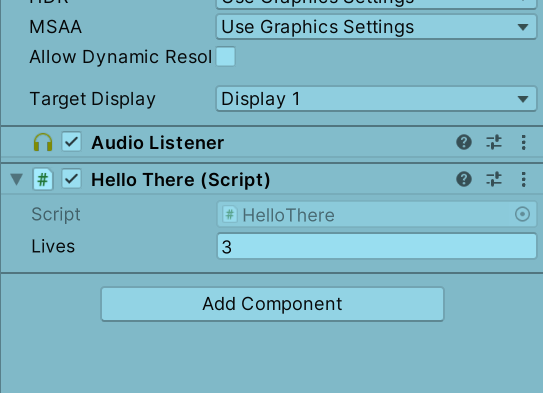 HDR Use Graphics Settings
MSAA Use Graphics Settings
Allow Dynamic Resol
Target Display Display 1
Audio Listener
# Hello There (Script)
Script # HelloThere
Lives 3
Add Component